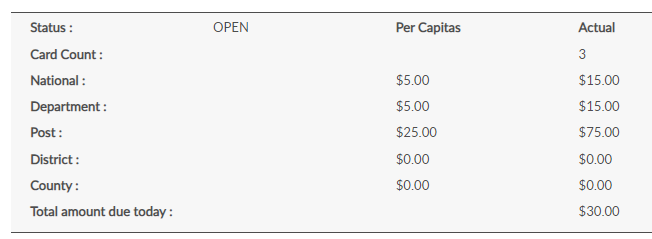 Status : OPEN Per Capitas Actual
Card Count : 3
National : $5.00 $15.00
Department : $5.00 $15.00
Post : $25.00 $75.00
District : $0.00 $0.00
County : $0.00 $0.00
Total amount due today : $30.00